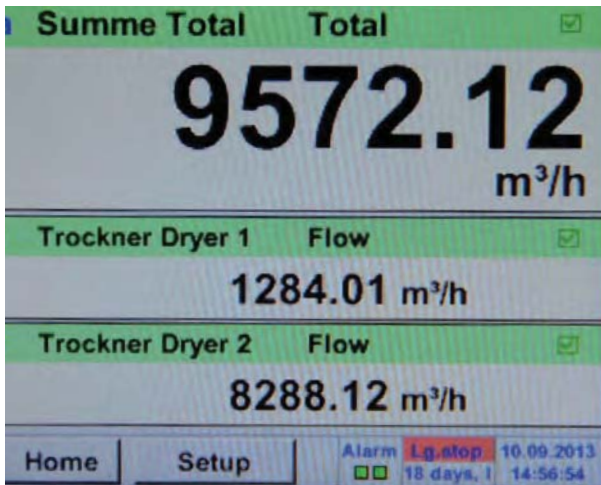 Summe Total Total
9572.12
m³/h
Trockner Dryer 1 Flow
1284.01 m³/h
Trockner Dryer 2 Flow
8288.12 m³/h
Home Setup Alarm Lg.stop 10.09.2013
18 days, 14:56:54